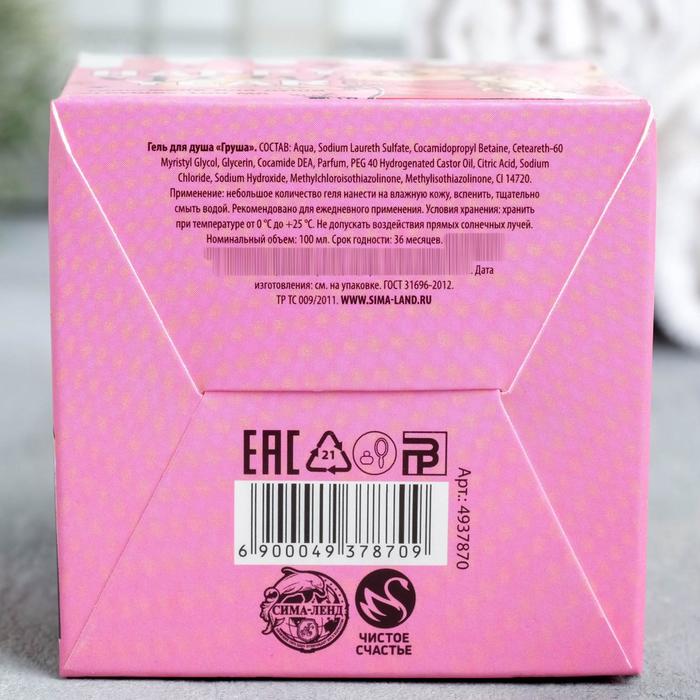 Гель для душа «Груша». СОСТАВ: Aqua, Sodium Laureth Sulfate, Cocamidopropyl Betaine, Ceteareth-60
Myristyl Glycol, Glycerin, Cocamide DEA, Parfum, PEG 40 Hydrogenated Castor Oil, Citric Acid, Sodium
Chloride, Sodium Hydroxide, Methylchloroisothiazolinone, Methylisothiazolinone, CI 14720.
Применение: небольшое количество геля нанести на влажную кожу, вспенить, тщательно
смыть водой. Рекомендовано для ежедневного применения. Условия хранения: хранить
при температуре от 0 °С до +25 °С. Не допускать воздействия прямых солнечных лучей.
Номинальный объем: 100 мл. Срок годности: 36 месяцев.
. Дата
изготовления: см. на упаковке. ГОСТ 31696-2012.
ТР ТС 009/2011. WWW.SIMA-LAND.RU
ЕАС 21
Арт.: 4937870
6 900049 378709
СИМА-ЛЕНД
ЧИСТОЕ
СЧАСТЬЕ